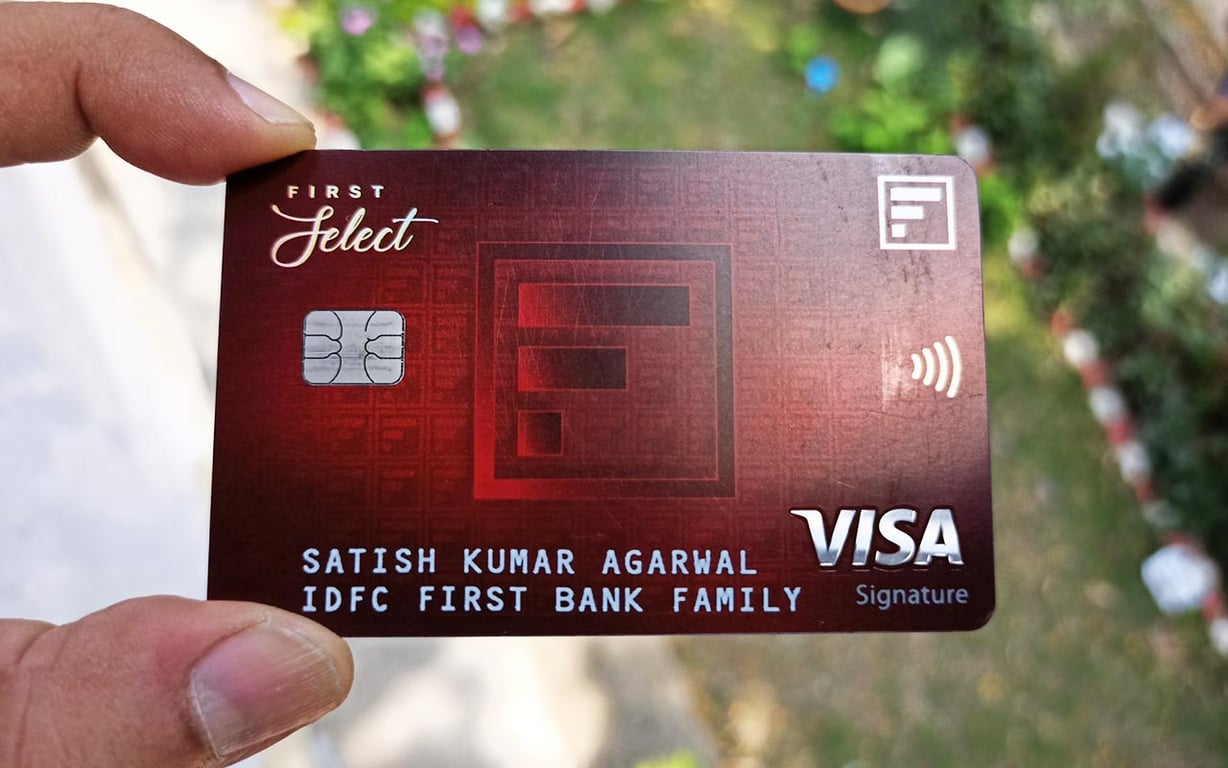 FIRST
Select
VISA
Signature
SATISH KUMAR AGARWAL
IDFC FIRST BANK FAMILY